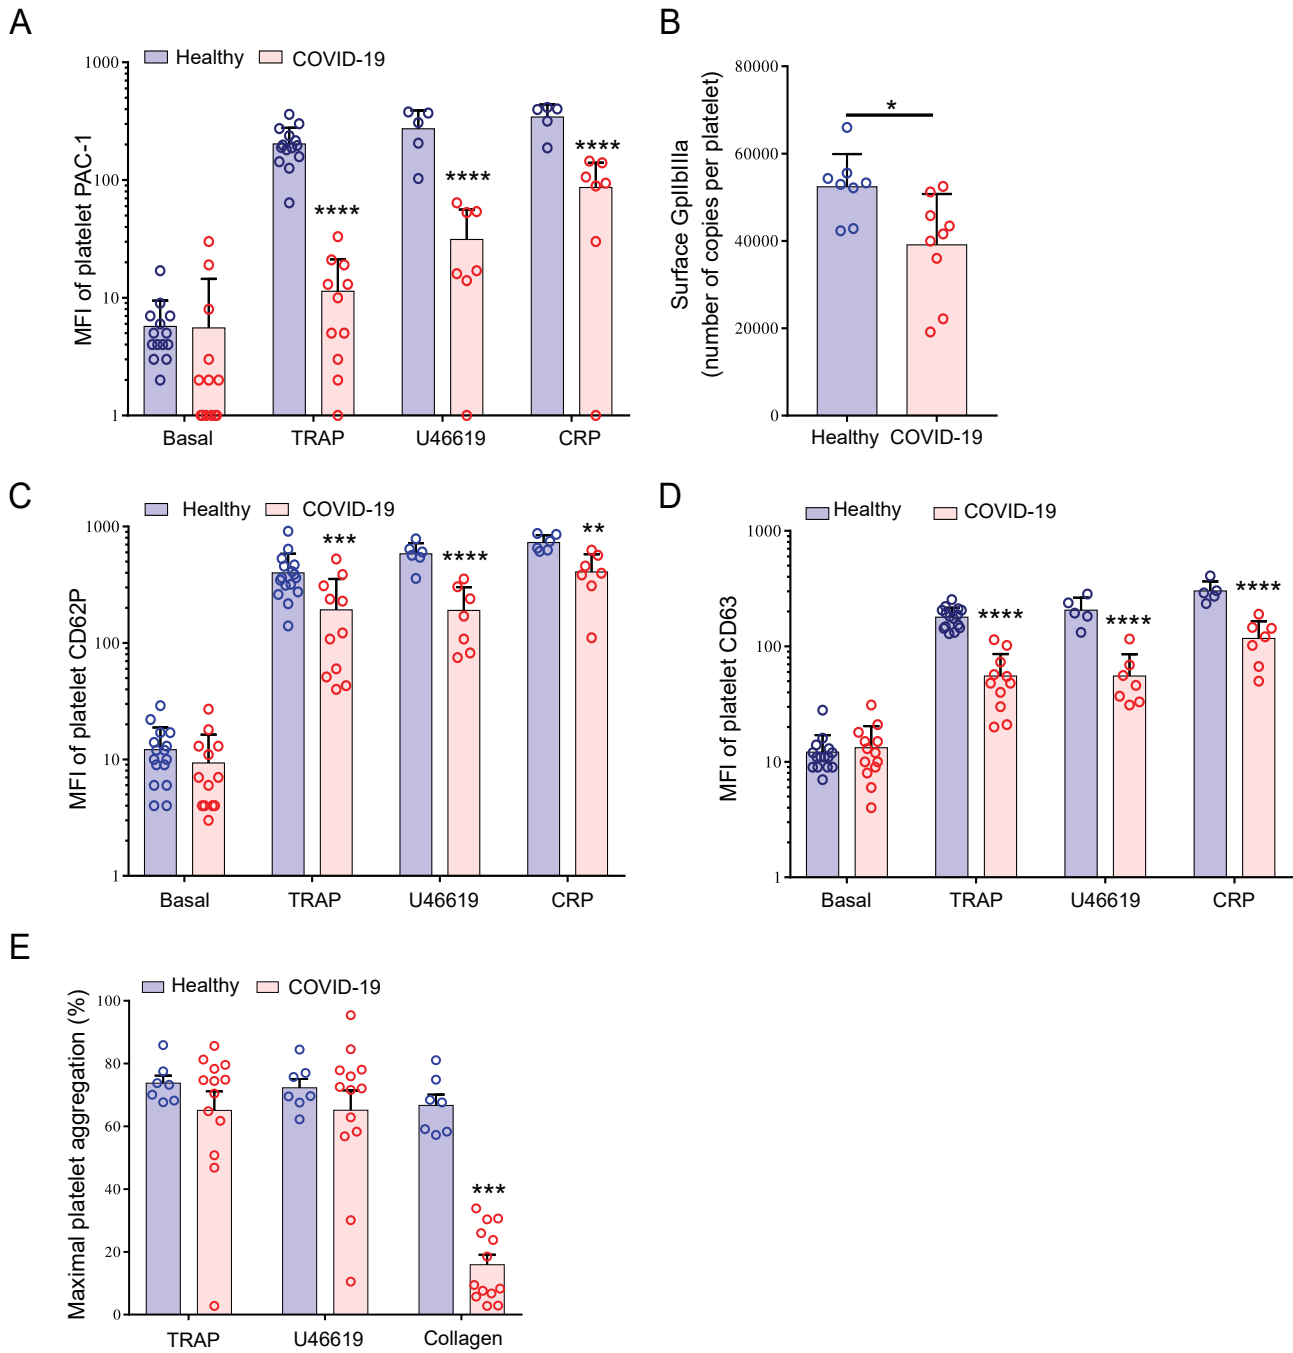 A
Healthy COVID-19
MFI of platelet PAC-1
1000
100
10
1
****
****
****
Basal TRAP U46619 CRP
B
Surface GpIIbIIIa
(number of copies per platelet)
80000
60000
40000
20000
0
*
Healthy COVID-19
C
Healthy COVID-19
MFI of platelet CD62P
1000
100
10
1
***
****
**
Basal TRAP U46619 CRP
D
Healthy COVID-19
MFI of platelet CD63
1000
100
10
1
****
****
****
Basal TRAP U46619 CRP
E
Healthy COVID-19
Maximal platelet aggregation (%)
100
80
60
40
20
0
***
TRAP U46619 Collagen